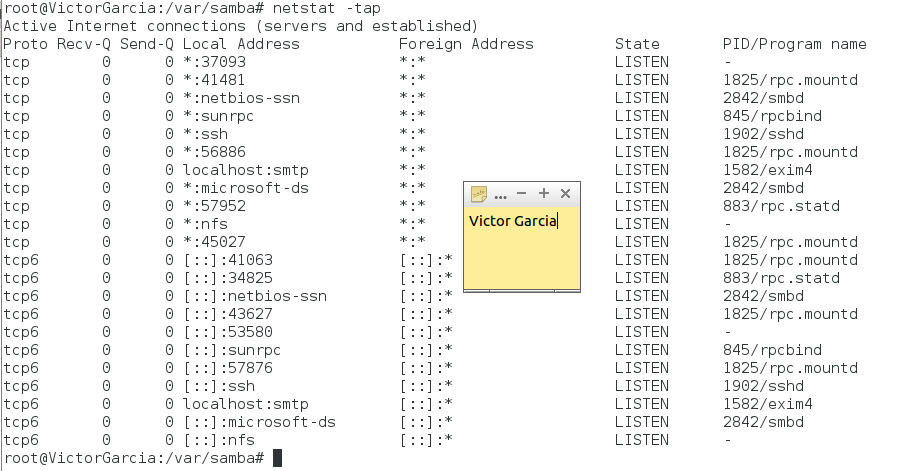 root@VictorGarcia:/var/samba# netstat -tap
Active Internet connections (servers and established)
Proto Recv-Q Send-Q Local Address           Foreign Address         State       PID/Program name
tcp        0      0 *:37093                 *:*                     LISTEN      -
tcp        0      0 *:41481                 *:*                     LISTEN      1825/rpc.mountd
tcp        0      0 *:netbios-ssn           *:*                     LISTEN      2842/smbd
tcp        0      0 *:sunrpc                *:*                     LISTEN      845/rpcbind
tcp        0      0 *:ssh                   *:*                     LISTEN      1902/sshd
tcp        0      0 *:56886                 *:*                     LISTEN      1825/rpc.mountd
tcp        0      0 localhost:smtp          *:*                     LISTEN      1582/exim4
tcp        0      0 *:microsoft-ds          *:*                     LISTEN      2842/smbd
tcp        0      0 *:57952                 *:*                     LISTEN      883/rpc.statd
tcp        0      0 *:nfs                   *:*                     LISTEN      -
tcp        0      0 *:45027                 *:*                     LISTEN      1825/rpc.mountd
tcp6       0      0 [::]:41063              [::]:*                  LISTEN      1825/rpc.mountd
tcp6       0      0 [::]:34825              [::]:*                  LISTEN      883/rpc.statd
tcp6       0      0 [::]:netbios-ssn        [::]:*                  LISTEN      2842/smbd
tcp6       0      0 [::]:43627              [::]:*                  LISTEN      1825/rpc.mountd
tcp6       0      0 [::]:53580              [::]:*                  LISTEN      -
tcp6       0      0 [::]:sunrpc             [::]:*                  LISTEN      845/rpcbind
tcp6       0      0 [::]:57876              [::]:*                  LISTEN      1825/rpc.mountd
tcp6       0      0 [::]:ssh                [::]:*                  LISTEN      1902/sshd
tcp6       0      0 localhost:smtp          [::]:*                  LISTEN      1582/exim4
tcp6       0      0 [::]:microsoft-ds       [::]:*                  LISTEN      2842/smbd
tcp6       0      0 [::]:nfs                [::]:*                  LISTEN      -
root@VictorGarcia:/var/samba#
...
Victor Garcia